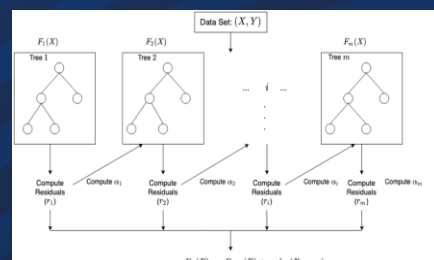 Data Set: (X, Y)
F₁(X)
F₂(X)
Fₘ(X)
Tree 1
Tree 2
... i ...
Tree m
Compute Residuals (r₁)
Compute α₁
Compute Residuals (r₂)
Compute α₂
Compute Residuals (rᵢ)
Compute αᵢ
Compute Residuals (rₘ)
Compute αₘ